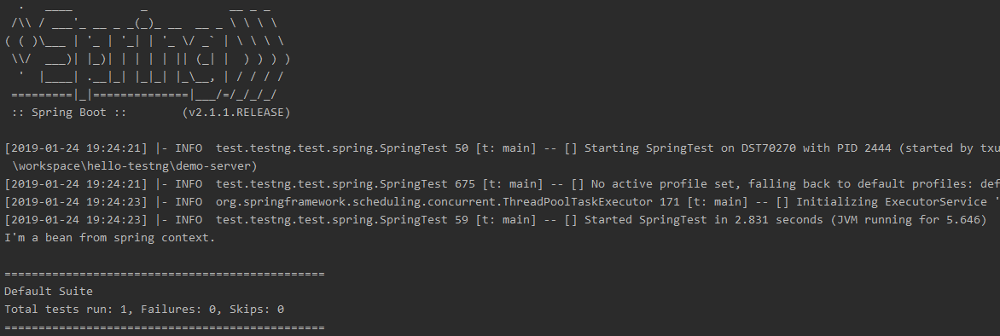 .   ____          _            __ _ _
 /\\ / ___'_ __ _ _(_)_ __  __ _ \ \ \ \
( ( )\___ | '_ | '_| | '_ \/ _` | \ \ \ \
 \\/  ___)| |_)| | | | | || (_| |  ) ) ) )
  '  |____| .__|_| |_|_| |_\__, | / / / /
 =========|_|==============|___/=/_/_/_/
 :: Spring Boot ::        (v2.1.1.RELEASE)
[2019-01-24 19:24:21] |- INFO  test.testng.test.spring.SpringTest 50 [t: main] -- [] Starting SpringTest on DST70270 with PID 2444 (started by txu
 \workspace\hello-testng\demo-server)
[2019-01-24 19:24:21] |- INFO  test.testng.test.spring.SpringTest 675 [t: main] -- [] No active profile set, falling back to default profiles: def
[2019-01-24 19:24:23] |- INFO  org.springframework.scheduling.concurrent.ThreadPoolTaskExecutor 171 [t: main] -- [] Initializing ExecutorService '
[2019-01-24 19:24:23] |- INFO  test.testng.test.spring.SpringTest 59 [t: main] -- [] Started SpringTest in 2.831 seconds (JVM running for 5.646)
I'm a bean from spring context.
===============================================
Default Suite
Total tests run: 1, Failures: 0, Skips: 0
===============================================